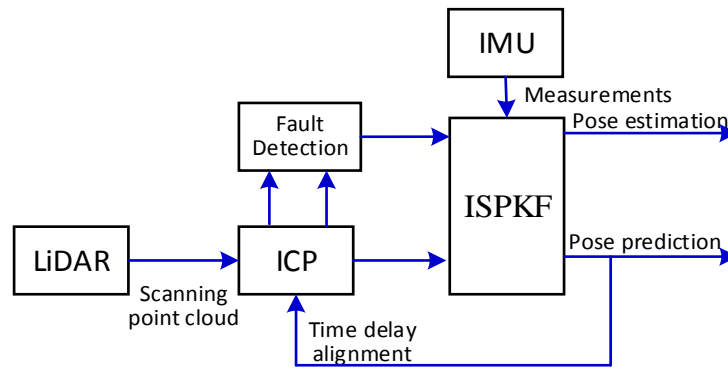 IMU
Measurements
Pose estimation
Fault
Detection
ISPKF
LiDAR
ICP
Pose prediction
Scanning
point cloud
Time delay
alignment